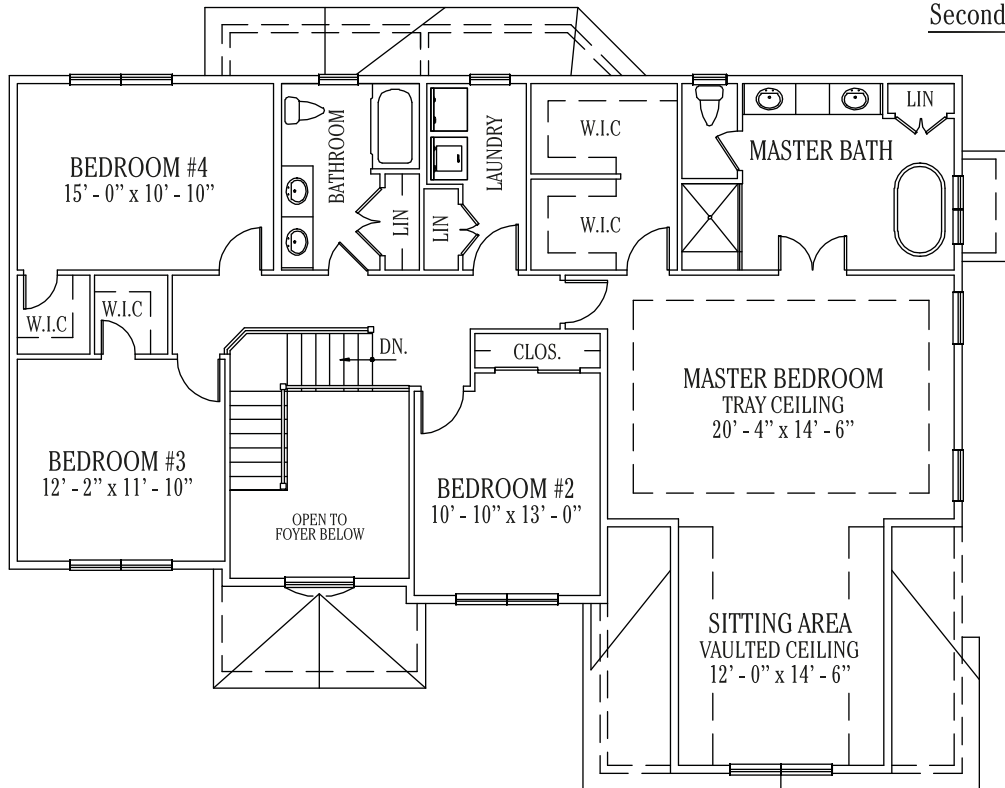 Second
BEDROOM #4
15' - 0” x 10' - 10”
BATHROOM
LIN
LIN
LAUNDRY
W.I.C
W.I.C
MASTER BATH
LIN
W.I.C
W.I.C
DN.
CLOS.
MASTER BEDROOM
TRAY CEILING
20' - 4” x 14' - 6”
BEDROOM #3
12' - 2” x 11' - 10”
OPEN TO
FOYER BELOW
BEDROOM #2
10' - 10” x 13' - 0”
SITTING AREA
VAULTED CEILING
12' - 0” x 14' - 6”